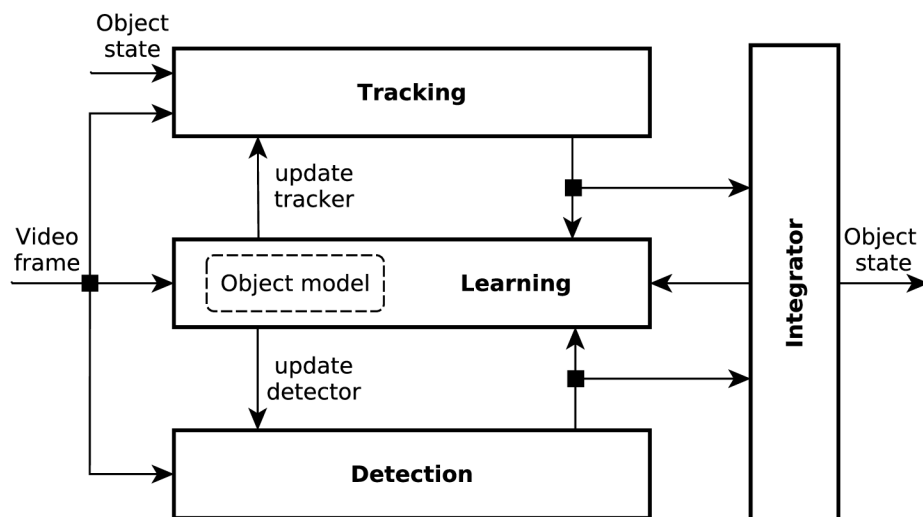 Object
state
Tracking
update
tracker
Video
frame
Object model
Learning
Integrator
Object
state
update
detector
Detection